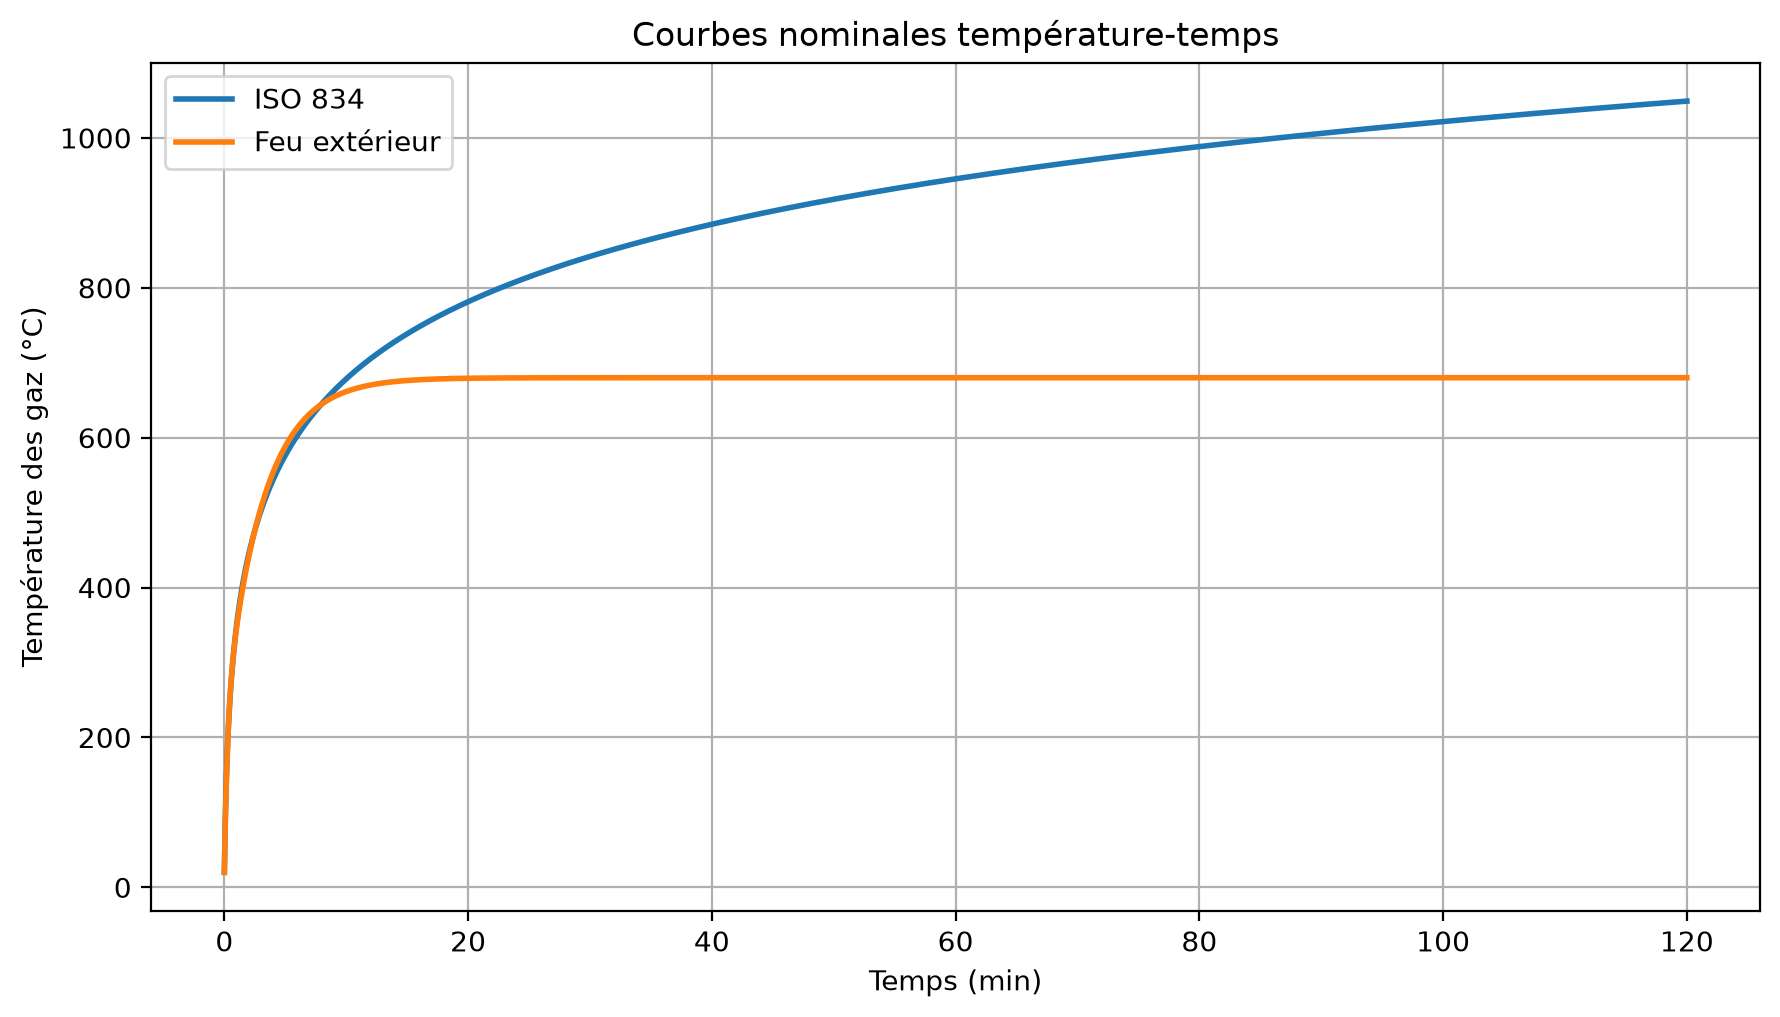 Courbes nominales température-temps
ISO 834
Feu extérieur
Température des gaz (°C)
1000
800
600
400
200
0
0 20 40 60 80 100 120
Temps (min)